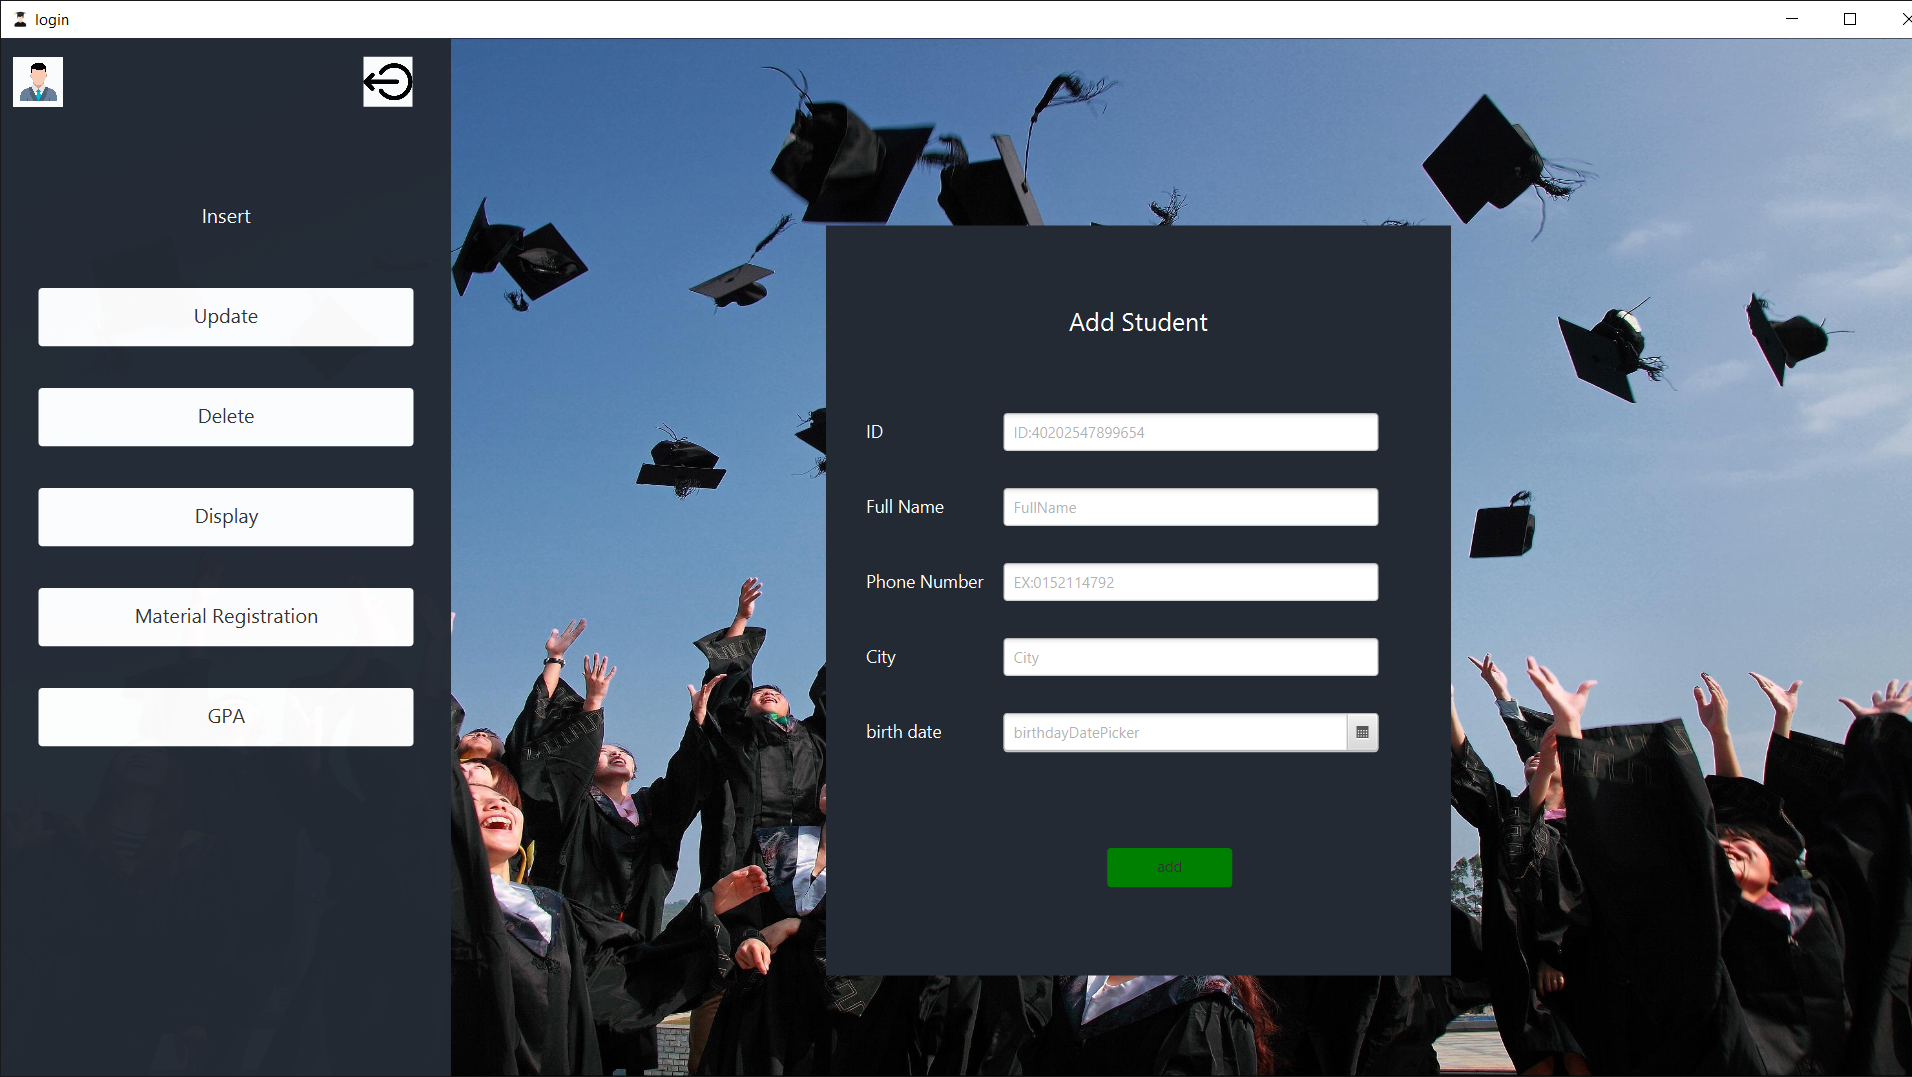 login
Insert
Update
Delete
Display
Material Registration
GPA
Add Student
ID
ID:40202547899654
Full Name
FullName
Phone Number
EX:0152114792
City
City
birth date
birthdayDatePicker
add